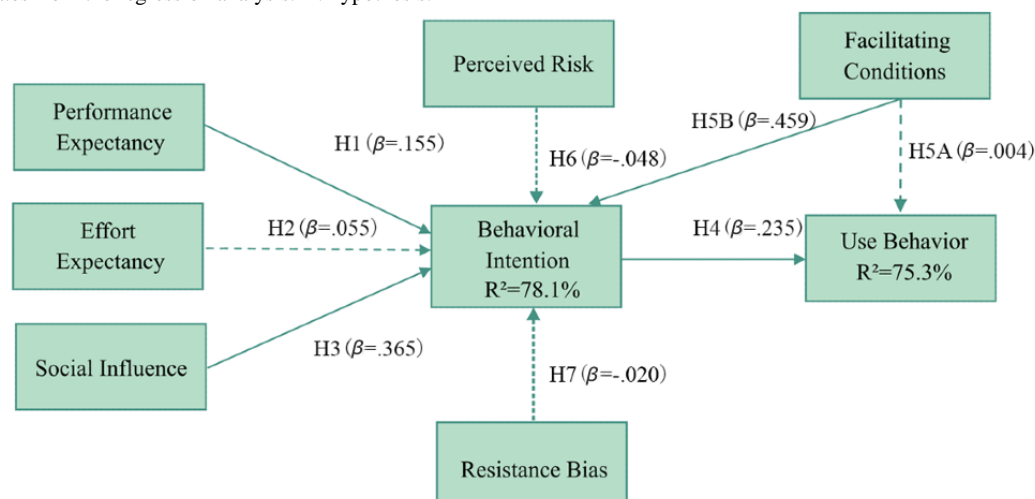 Perceived Risk
Facilitating
Conditions
Performance
Expectancy
H1(β=.155)
H5B(β=.459)
H6(β=-.048)
H5A(β=.004)
Effort
Expectancy
H2(β=.055)
Behavioral
Intention
R²=78.1%
H4(β=.235)
Use Behavior
R²=75.3%
Social Influence
H3(β=.365)
H7(β=-.020)
Resistance Bias